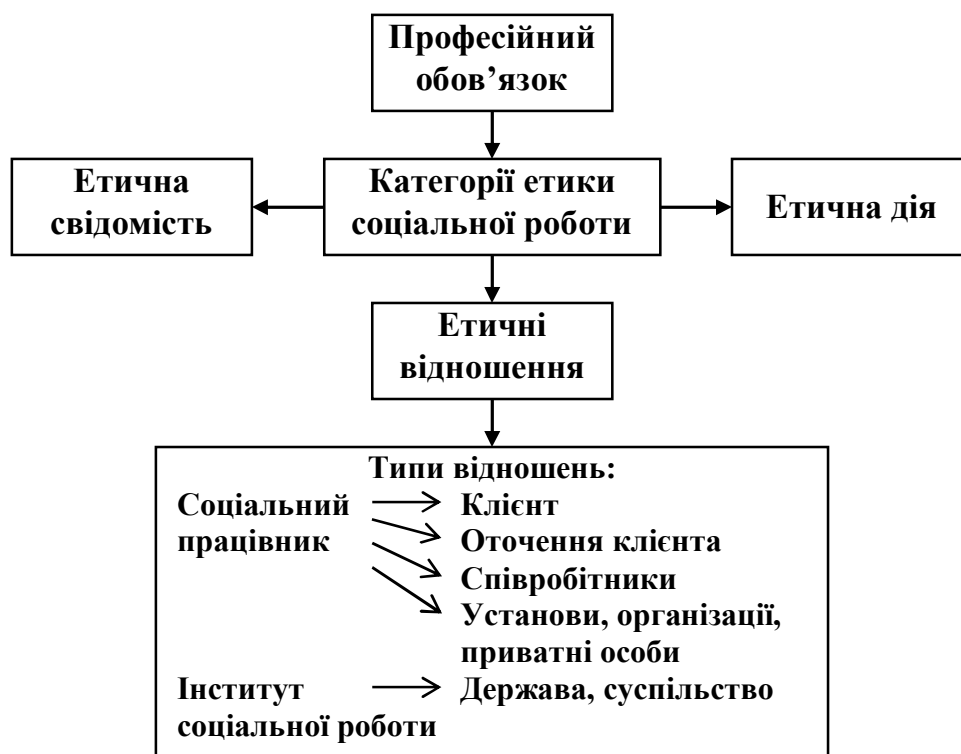 Професійний
обов’язок
Етична
свідомість
Категорії етики
соціальної роботи
Етична дія
Етичні
відношення
Типи відношень:
Соціальний
працівник
Клієнт
Оточення клієнта
Співробітники
Установи, організації,
приватні особи
Інститут
соціальної роботи
Держава, суспільство